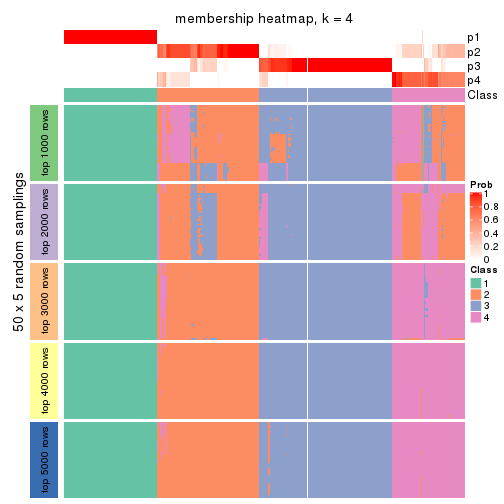 membership heatmap, k = 4
p1
p2
p3
p4
Class
50 x 5 random samplings
top 1000 rows
top 2000 rows
top 3000 rows
top 4000 rows
top 5000 rows
Prob
1
0.8
0.6
0.4
0.2
0
Class
1
2
3
4